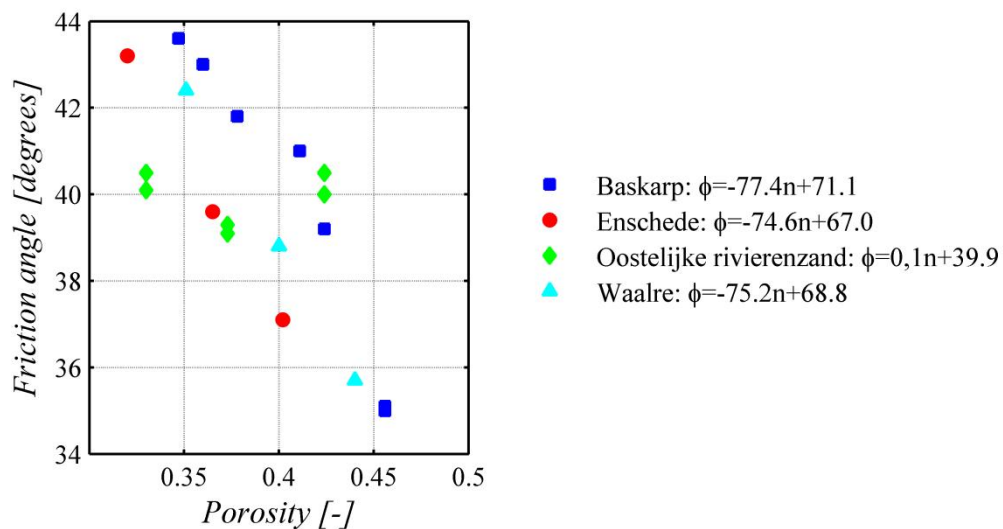 44
42
40
38
36
34
Friction angle [degrees]
0.35
0.4
0.45
0.5
Porosity [-]
Baskarp: ϕ=-77.4n+71.1
Enschede: ϕ=-74.6n+67.0
Oostelijke rivierenzand: ϕ=0,1n+39.9
Waalre: ϕ=-75.2n+68.8